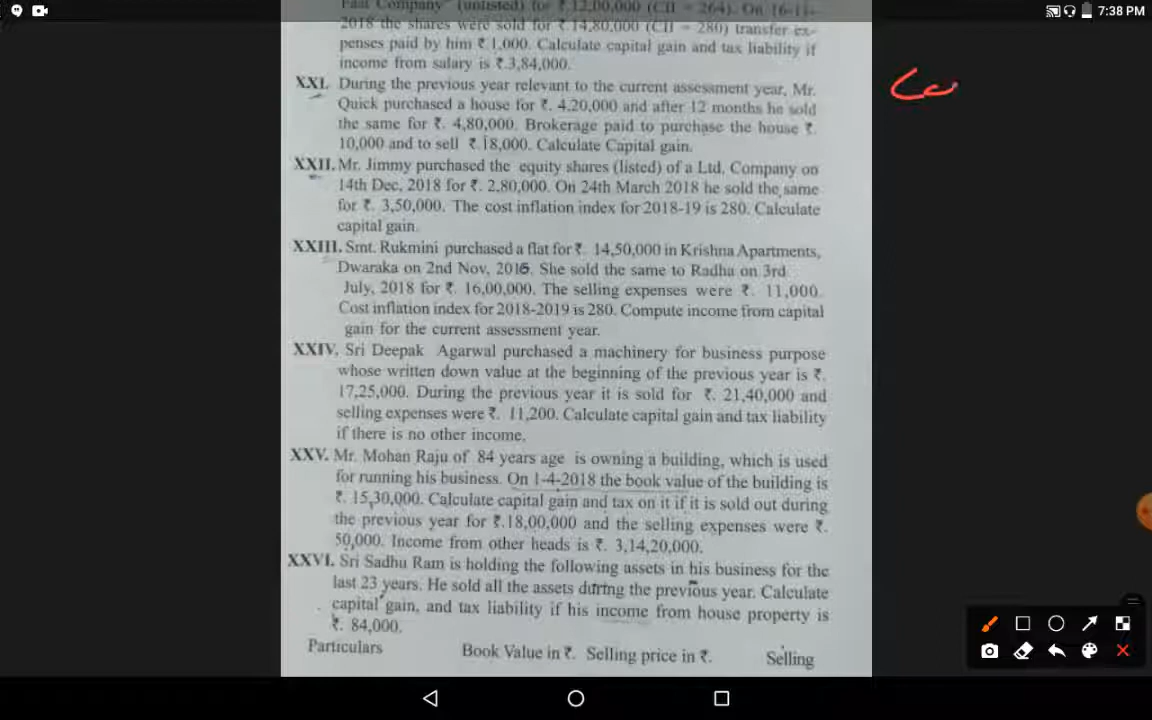 7:38 PM
Fast Company" (unlisted) for ₹.12,00,000 (CII = 264). On 16-11-
2018 the shares were sold for ₹.14,80,000 (CII = 280) transfer ex-
penses paid by him ₹.1,000. Calculate capital gain and tax liability if
income from salary is ₹.3,84,000.
XXI. During the previous year relevant to the current assessment year, Mr.
Quick purchased a house for ₹. 4,20,000 and after 12 months he sold
the same for ₹. 4,80,000. Brokerage paid to purchase the house ₹.
10,000 and to sell ₹.18,000. Calculate Capital gain.
XXII. Mr. Jimmy purchased the equity shares (listed) of a Ltd, Company on
14th Dec, 2018 for ₹. 2,80,000. On 24th March 2018 he sold the same
for ₹. 3,50,000. The cost inflation index for 2018-19 is 280. Calculate
capital gain.
XXIII. Smt. Rukmini purchased a flat for ₹. 14,50,000 in Krishna Apartments,
Dwaraka on 2nd Nov, 2016. She sold the same to Radha on 3rd
July, 2018 for ₹. 16,00,000. The selling expenses were ₹. 11,000.
Cost inflation index for 2018-2019 is 280. Compute income from capital
gain for the current assessment year.
XXIV. Sri Deepak Agarwal purchased a machinery for business purpose
whose written down value at the beginning of the previous year is ₹.
17,25,000. During the previous year it is sold for ₹. 21,40,000 and
selling expenses were ₹. 11,200. Calculate capital gain and tax liability
if there is no other income.
XXV. Mr. Mohan Raju of 84 years age is owning a building, which is used
for running his business. On 1-4-2018 the book value of the building is
₹. 15,30,000. Calculate capital gain and tax on it if it is sold out during
the previous year for ₹.18,00,000 and the selling expenses were ₹.
50,000. Income from other heads is ₹. 3,14,20,000.
XXVI. Sri Sadhu Ram is holding the following assets in his business for the
last 23 years. He sold all the assets during the previous year. Calculate
capital gain, and tax liability if his income from house property is
₹. 84,000.
Particulars Book Value in ₹. Selling price in ₹. Selling